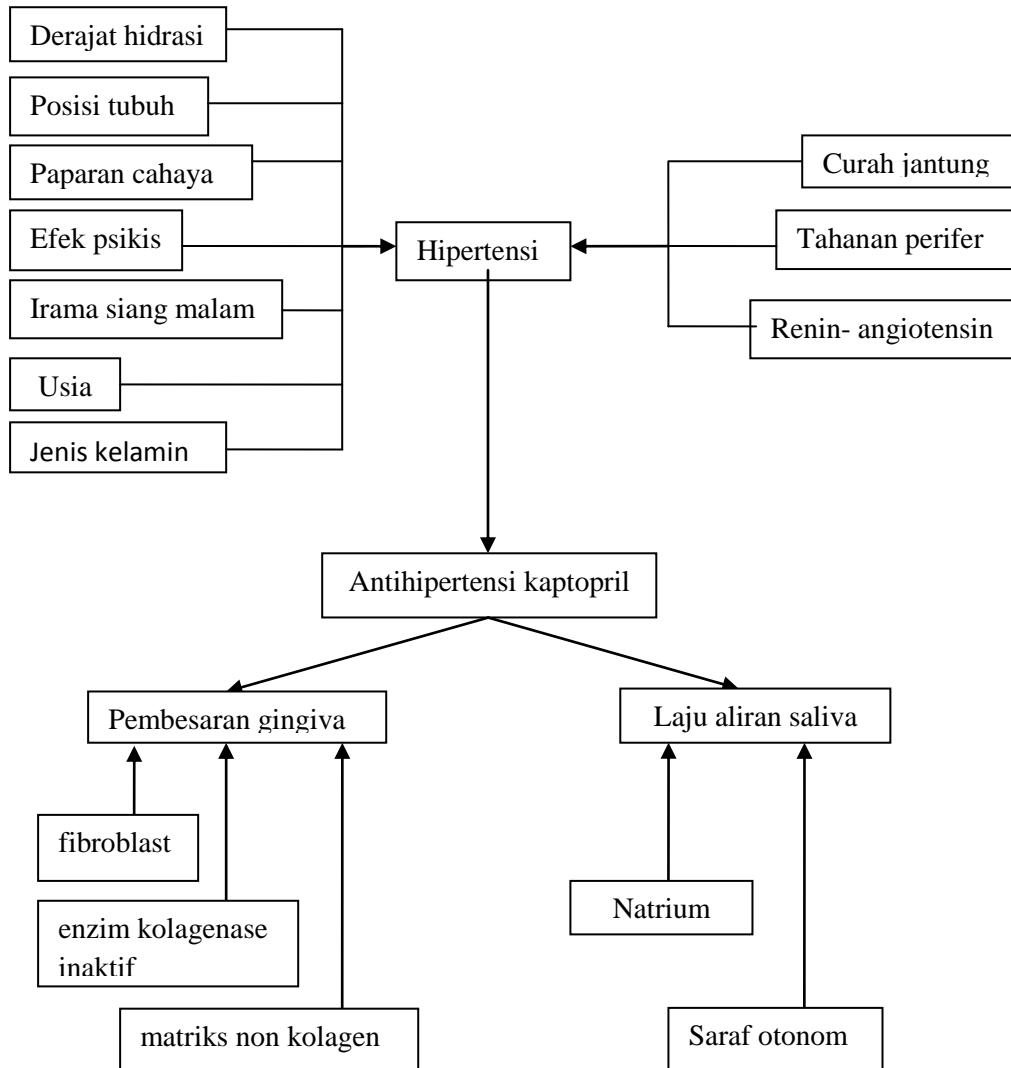 Derajat hidrasi
Posisi tubuh
Paparan cahaya
Efek psikis
Irama siang malam
Usia
Jenis kelamin
Hipertensi
Curah jantung
Tahanan perifer
Renin- angiotensin
Antihipertensi kaptopril
Pembesaran gingiva
Laju aliran saliva
fibroblast
enzim kolagenase
inaktif
matriks non kolagen
Natrium
Saraf otonom